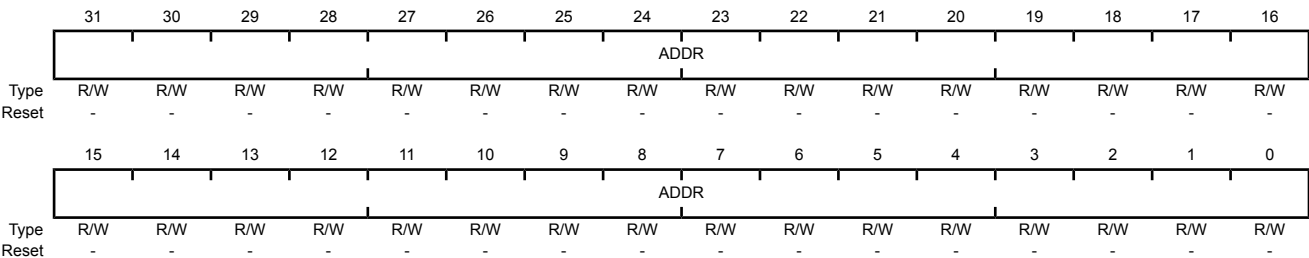 31 30 29 28 27 26 25 24 23 22 21 20 19 18 17 16
ADDR
Type R/W R/W R/W R/W R/W R/W R/W R/W R/W R/W R/W R/W R/W R/W R/W R/W
Reset - - - - - - - - - - - - - - - -
15 14 13 12 11 10 9 8 7 6 5 4 3 2 1 0
ADDR
Type R/W R/W R/W R/W R/W R/W R/W R/W R/W R/W R/W R/W R/W R/W R/W R/W
Reset - - - - - - - - - - - - - - - -